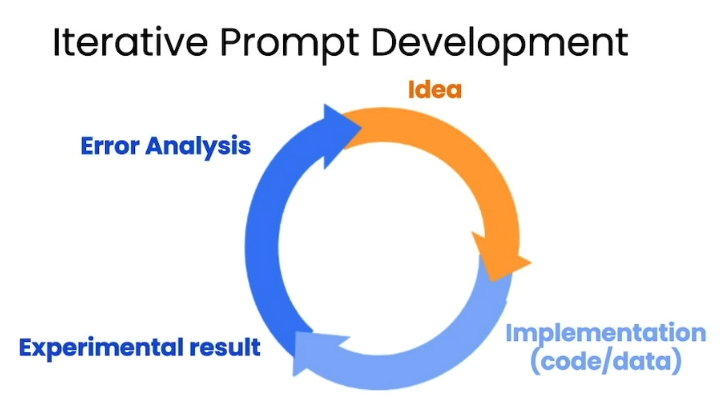 Iterative Prompt Development
Idea
Error Analysis
Implementation
(code/data)
Experimental result